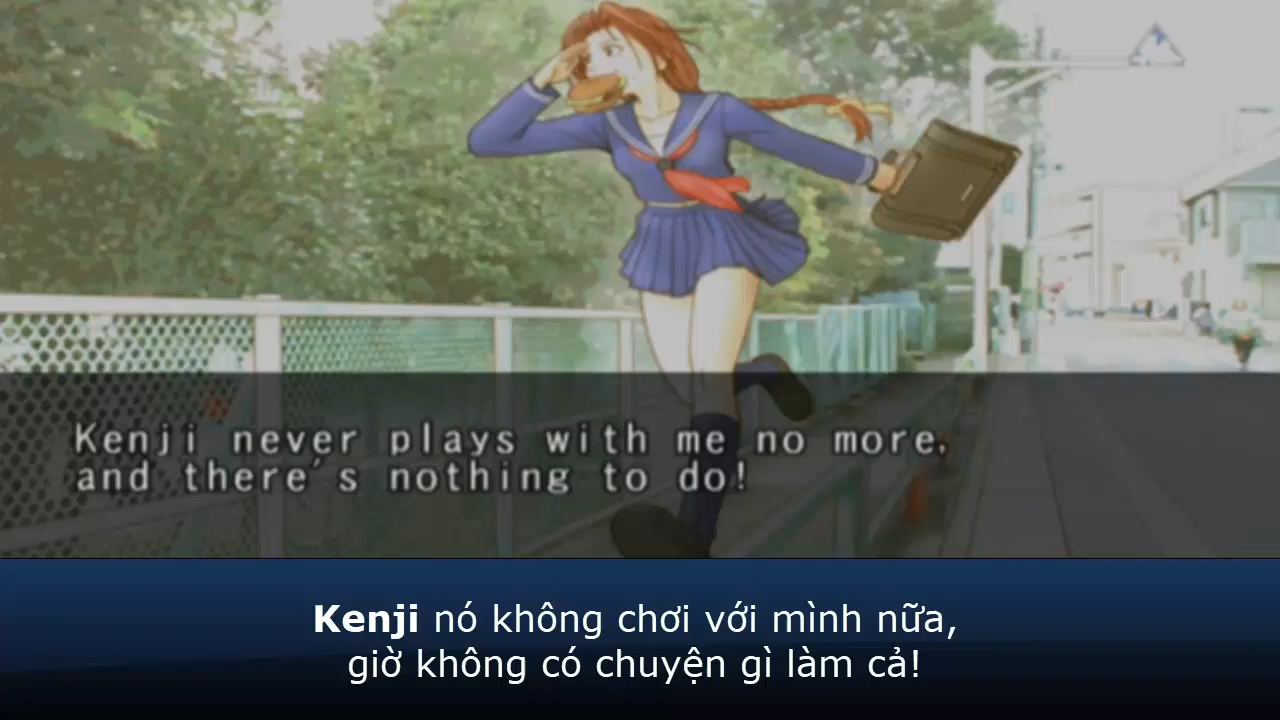 Kenji never plays with me no more,
and there's nothing to do!
Kenji nó không chơi với mình nữa,
giờ không có chuyện gì làm cả!